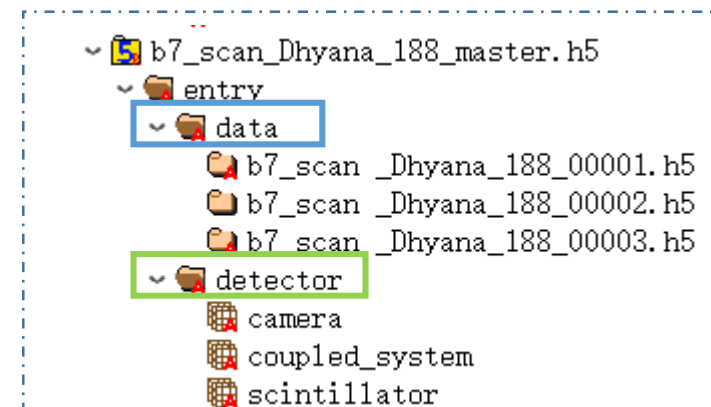 b7_scan_Dhyana_188_master.h5
entry
data
b7_scan _Dhyana_188_00001.h5
b7_scan _Dhyana_188_00002.h5
b7_scan _Dhyana_188_00003.h5
detector
camera
coupled_system
scintillator